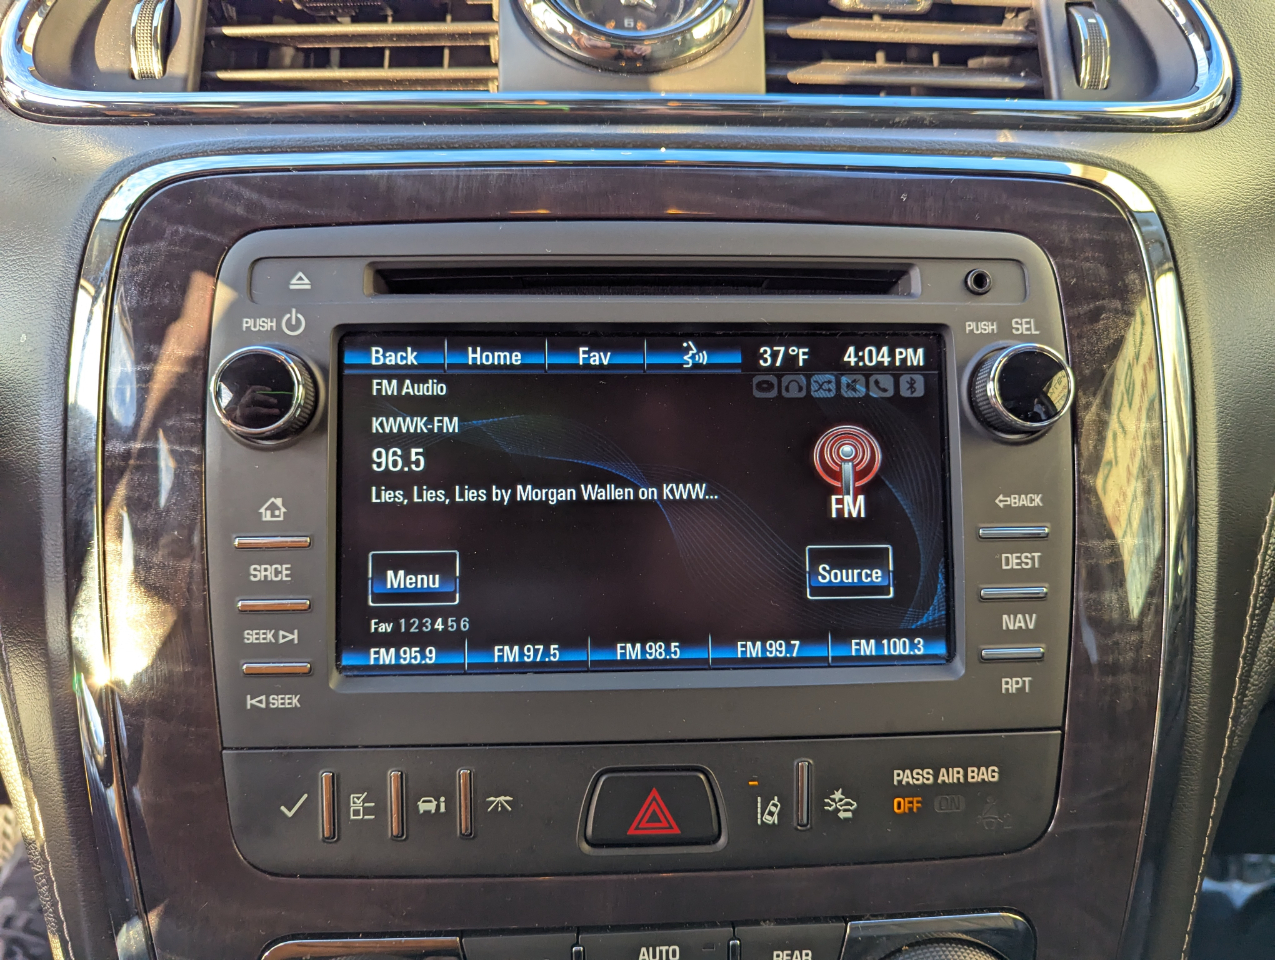 6
PUSH
PUSH SEL
Back Home Fav 37°F 4:04 PM
FM Audio
KWWK-FM
96.5
Lies, Lies, Lies by Morgan Wallen on KWW...
FM
Menu
Source
Fav 1 2 3 4 5 6
FM 95.9 FM 97.5 FM 98.5 FM 99.7 FM 100.3
SRCE
SEEK
SEEK
BACK
DEST
NAV
RPT
PASS AIR BAG
OFF ON
AUTO
REAR